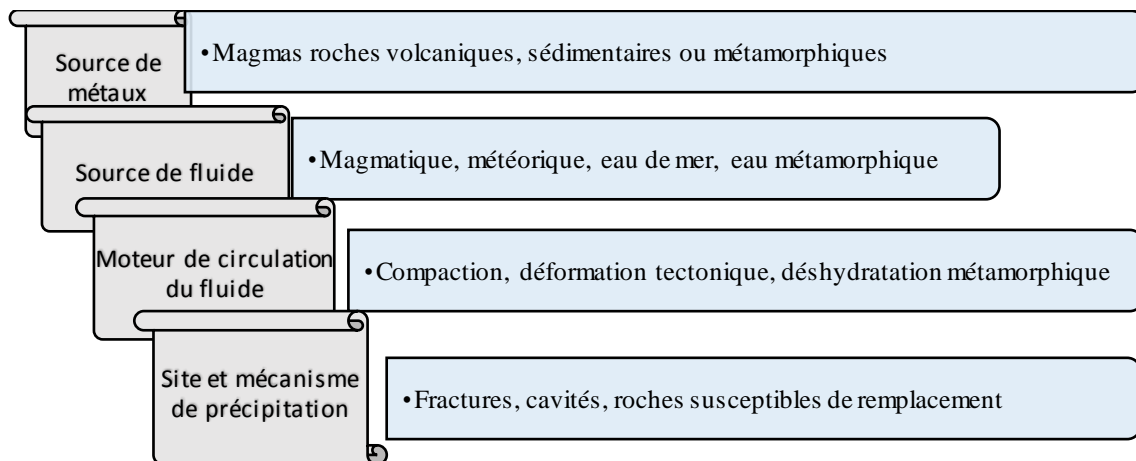 Source de
métaux
•Magmas roches volcaniques, sédimentaires ou métamorphiques
Source de fluide
•Magmatique, météorique, eau de mer, eau métamorphique
Moteur de circulation
du fluide
•Compaction, déformation tectonique, déshydratation métamorphique
Site et mécanisme
de précipitation
•Fractures, cavités, roches susceptibles de remplacement